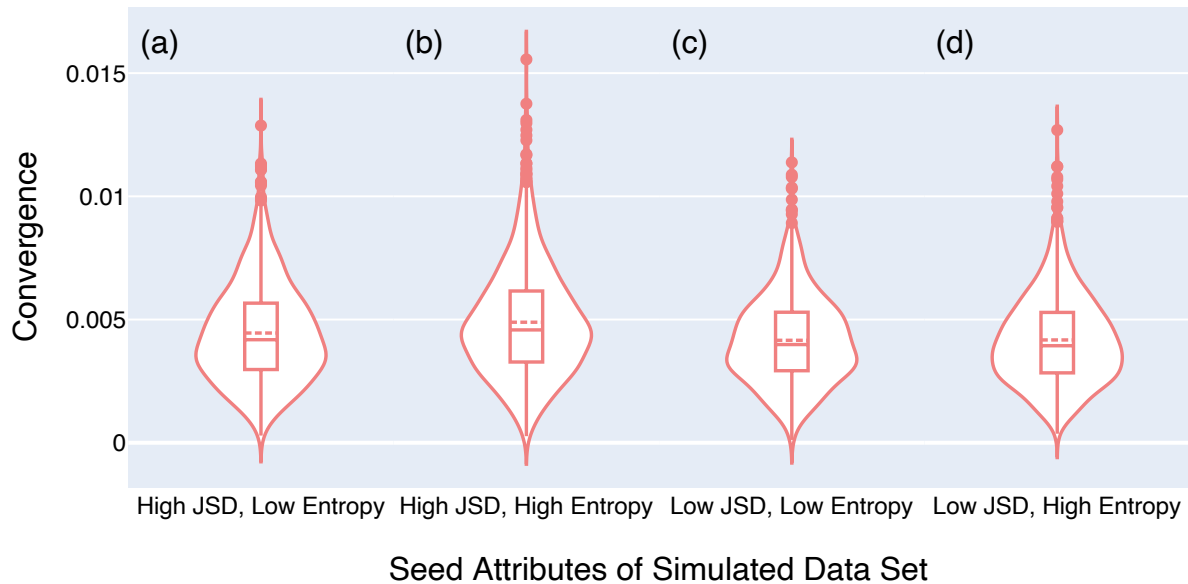 (a)
(b)
(c)
(d)
0.015
0.01
0.005
0
Convergence
High JSD, Low Entropy
High JSD, High Entropy
Low JSD, Low Entropy
Low JSD, High Entropy
Seed Attributes of Simulated Data Set